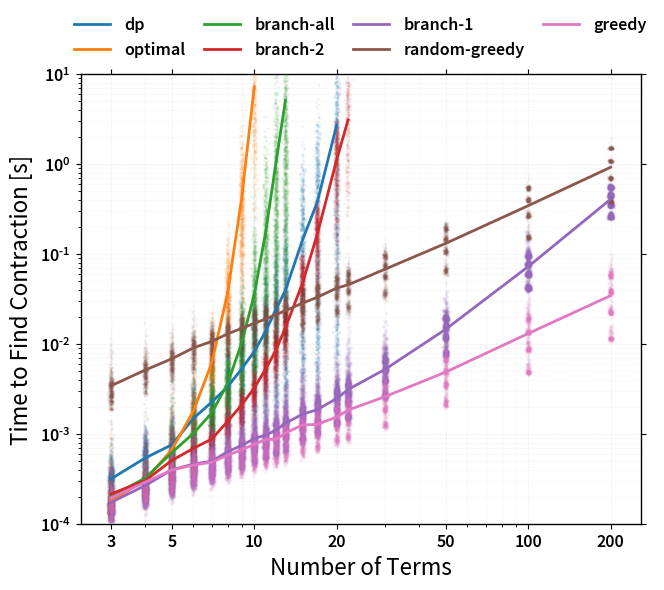 dp branch-all branch-1 greedy
optimal branch-2 random-greedy
10¹
10⁰
10⁻¹
10⁻²
10⁻³
10⁻⁴
Time to Find Contraction [s]
3 5 10 20 50 100 200
Number of Terms